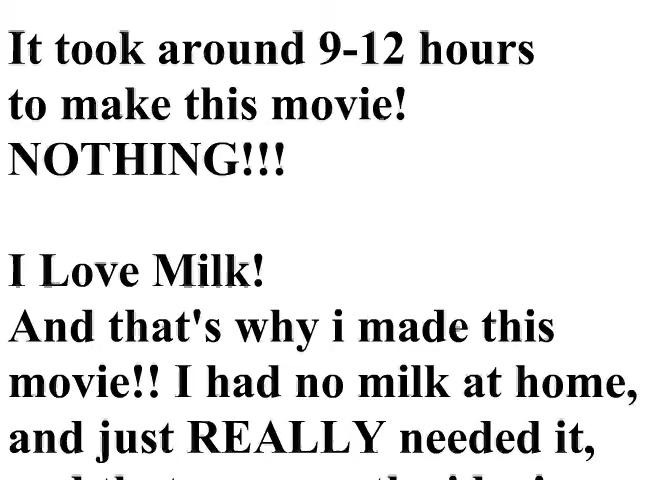 It took around 9-12 hours
to make this movie!
NOTHING!!!
I Love Milk!
And that's why i made this
movie!! I had no milk at home,
and just REALLY needed it,